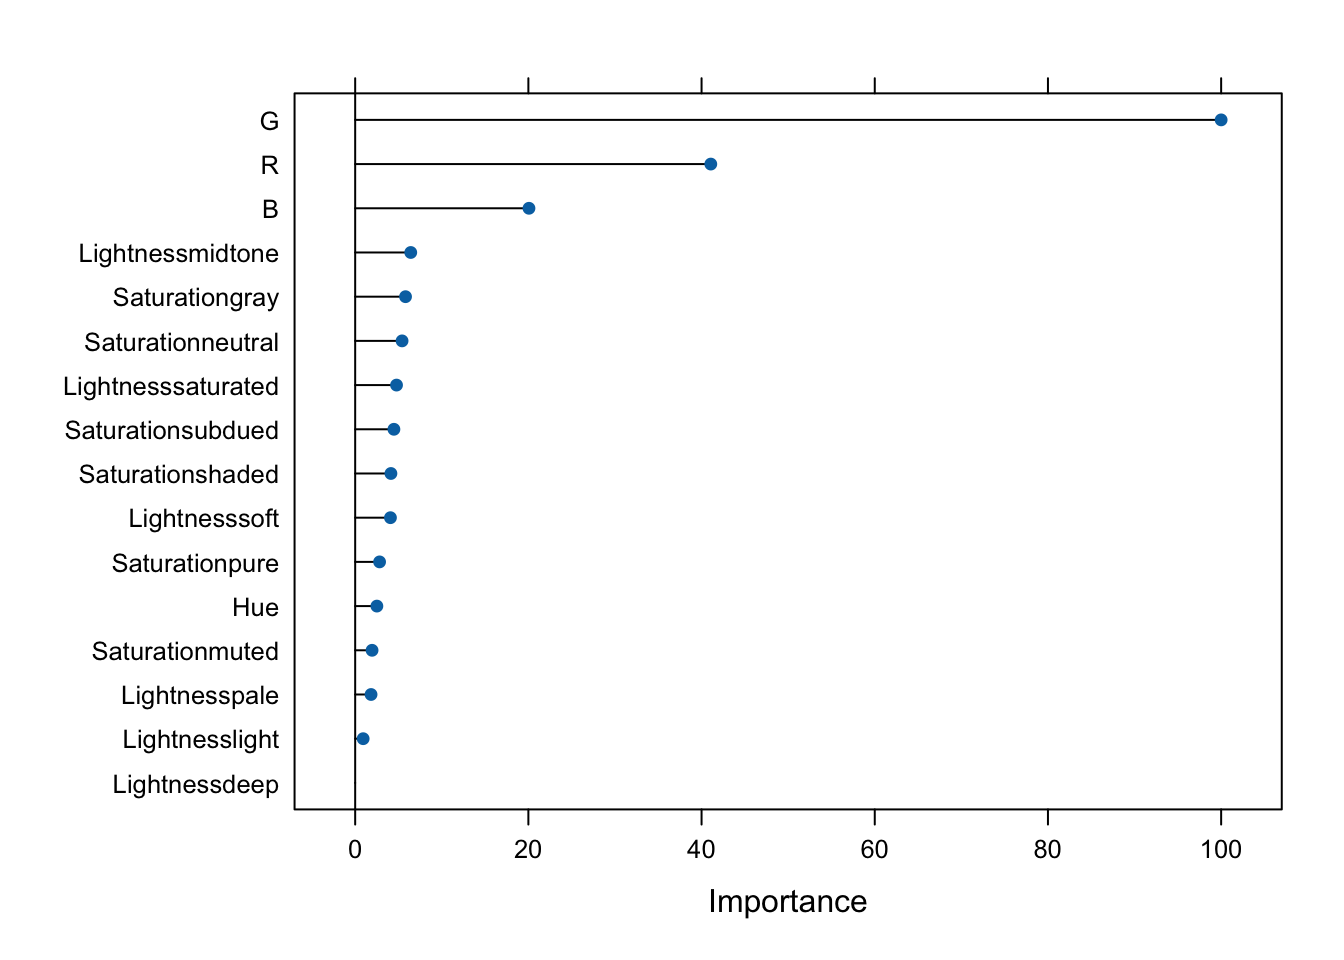 G
R
B
Lightnessmidtone
Saturationgray
Saturationneutral
Lightnesssaturated
Saturationsubdued
Saturationshaded
Lightnesssoft
Saturationpure
Hue
Saturationmuted
Lightnesspale
Lightnesslight
Lightnessdeep
0 20 40 60 80 100
Importance